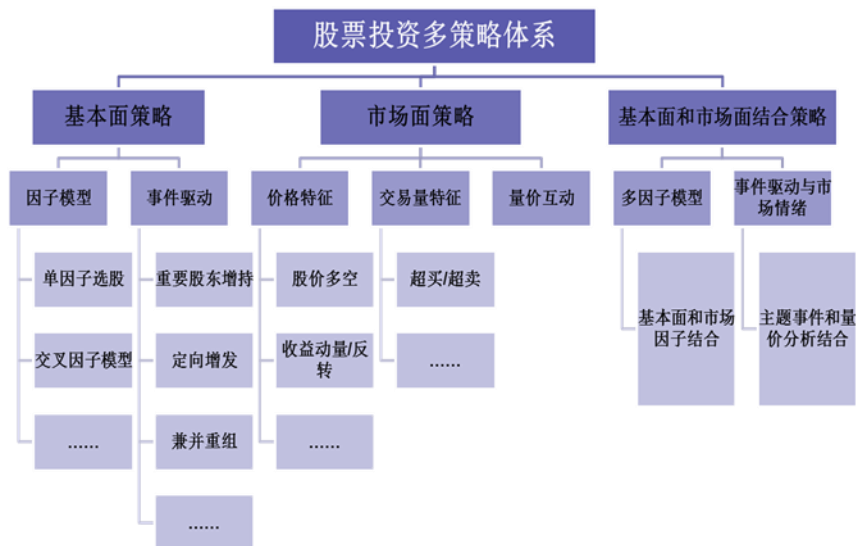 股票投资多策略体系
基本面策略
市场面策略
基本面和市场面结合策略
因子模型
事件驱动
价格特征
交易量特征
量价互动
多因子模型
事件驱动与市
场情绪
单因子选股
重要股东增持
股价多空
超买/超卖
基本面和市场
因子结合
主题事件和量
价分析结合
交叉因子模型
定向增发
收益动量/反
转
......
......
兼并重组
......
......